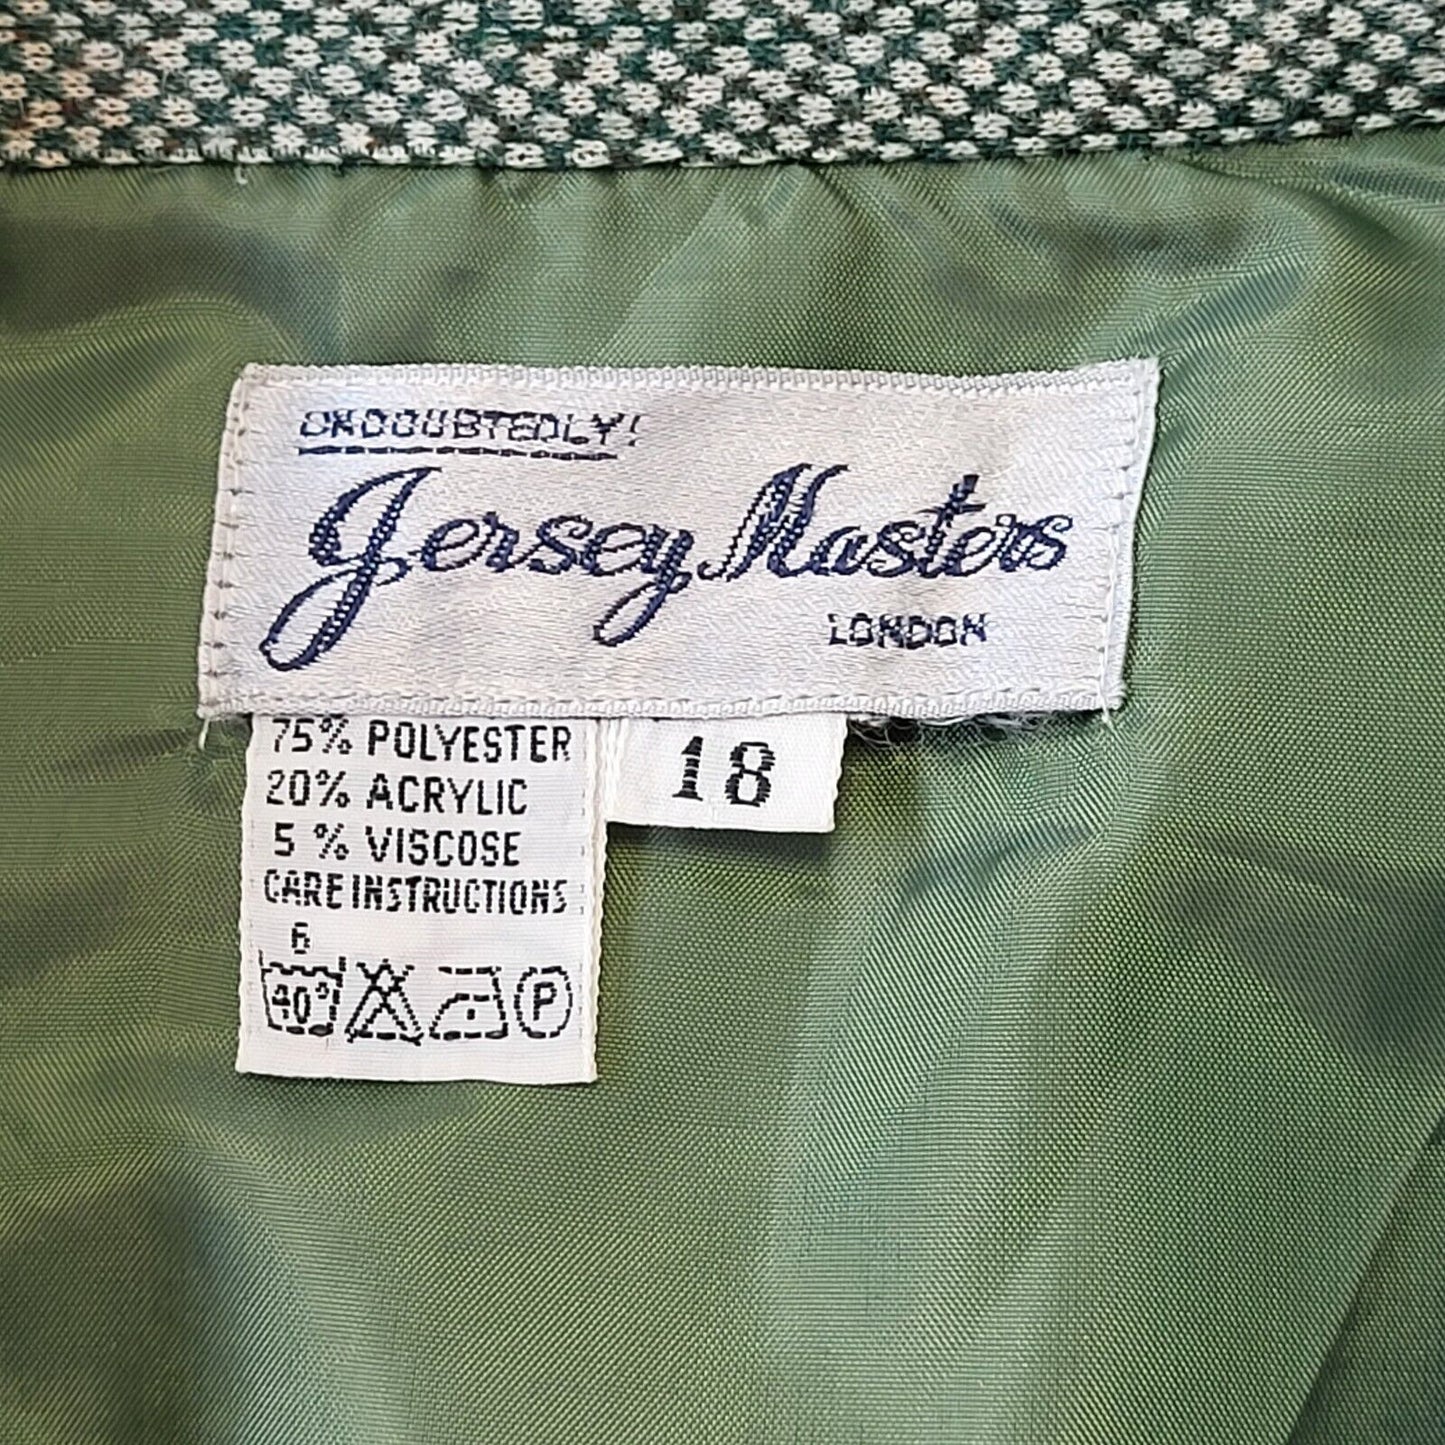 UNDOUBTEDLY!
Jersey Masters
LONDON
75% POLYESTER
20% ACRYLIC
5 % VISCOSE
CARE INSTRUCTIONS
6
40° P
18